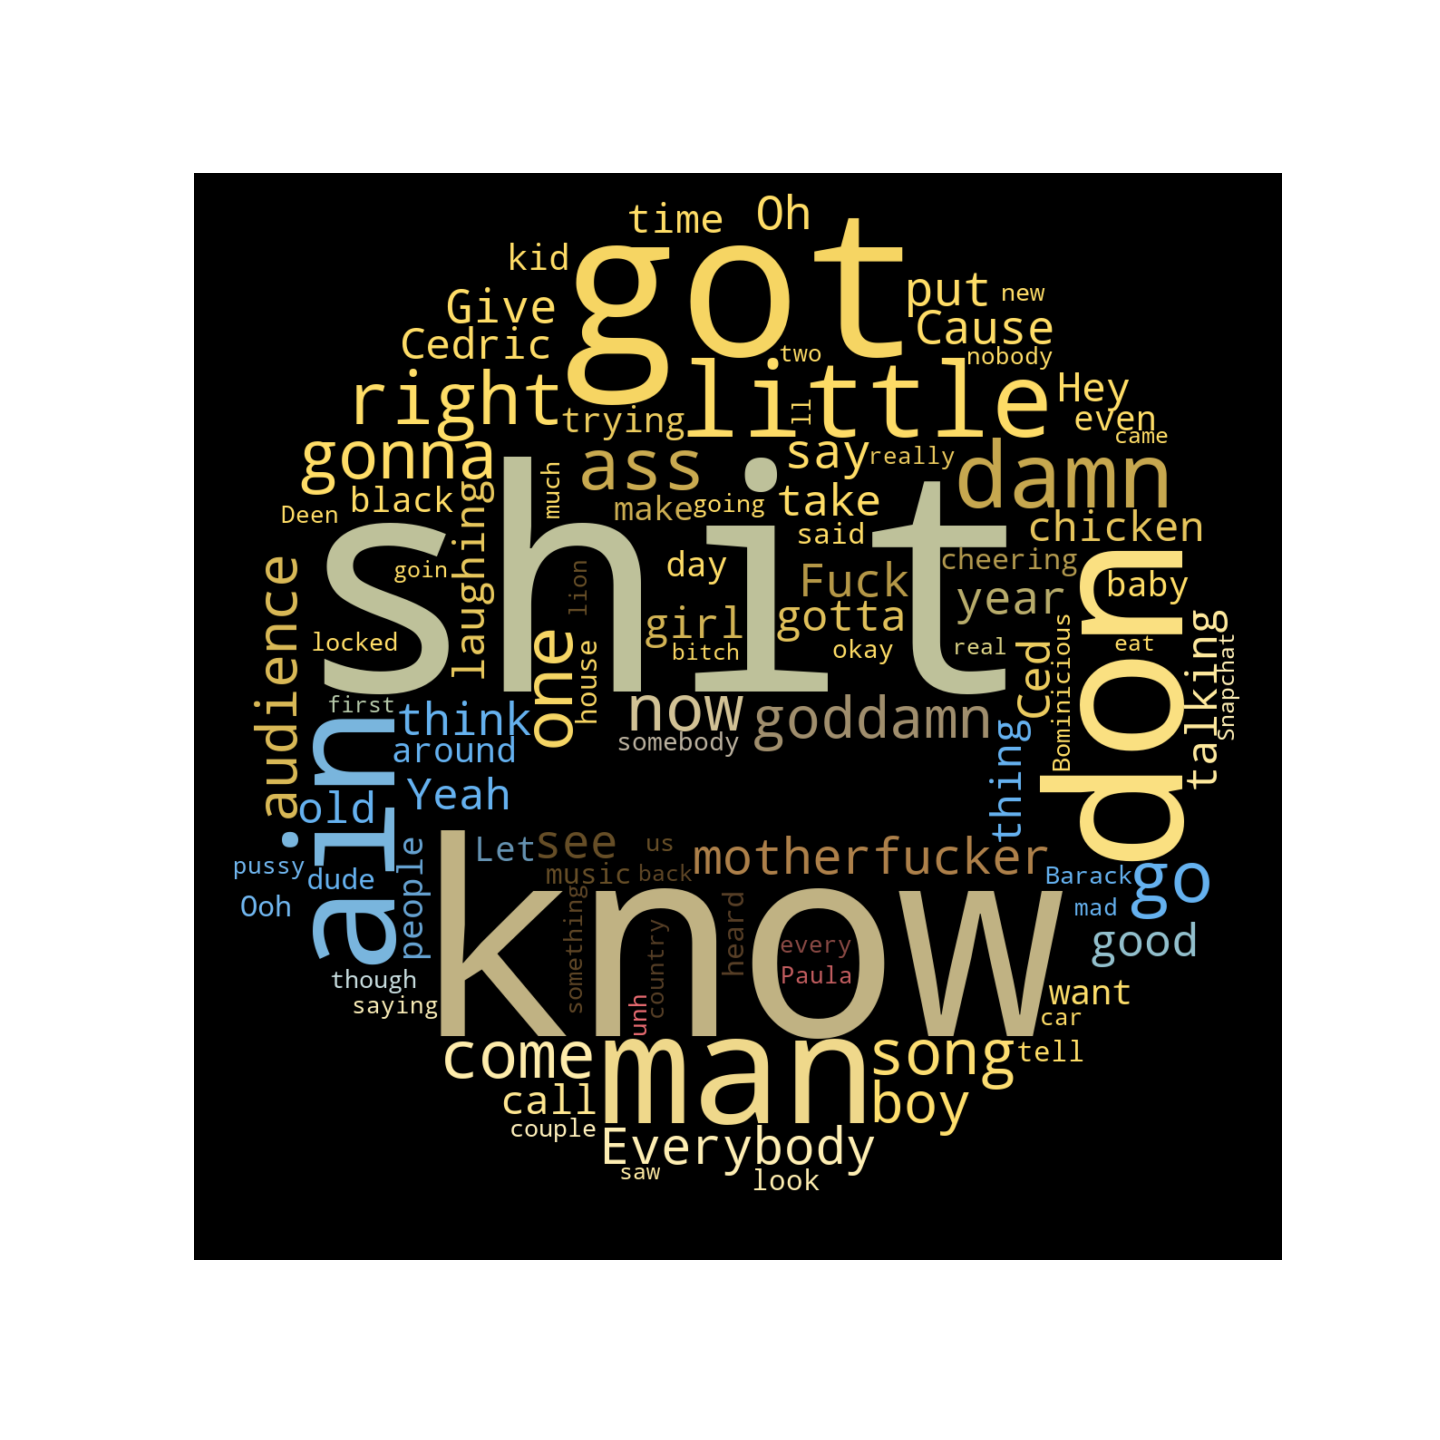 time
Oh
got
kid
put
new
Give
Cause
Cedric
two
nobody
right
little
Hey
trying
ll
even
came
gonna
ass
say
really
damn
black
much
make
going
take
Deen
laughing
said
chicken
shit
goin
lion
day
cheering
Fuck
year
baby
don
audience
locked
one
house
girl
bitch
gotta
okay
real
Ced
Bominicious
eat
talking
Snapchat
first
think
now
goddamn
somebody
around
thing
ain
old
Yeah
Let
see
us
motherfucker
pussy
dude
people
music
back
Barack
go
Ooh
know
something
country
heard
every
mad
good
though
Paula
saying
unh
want
car
come
man
song
tell
call
boy
couple
Everybody
saw
look